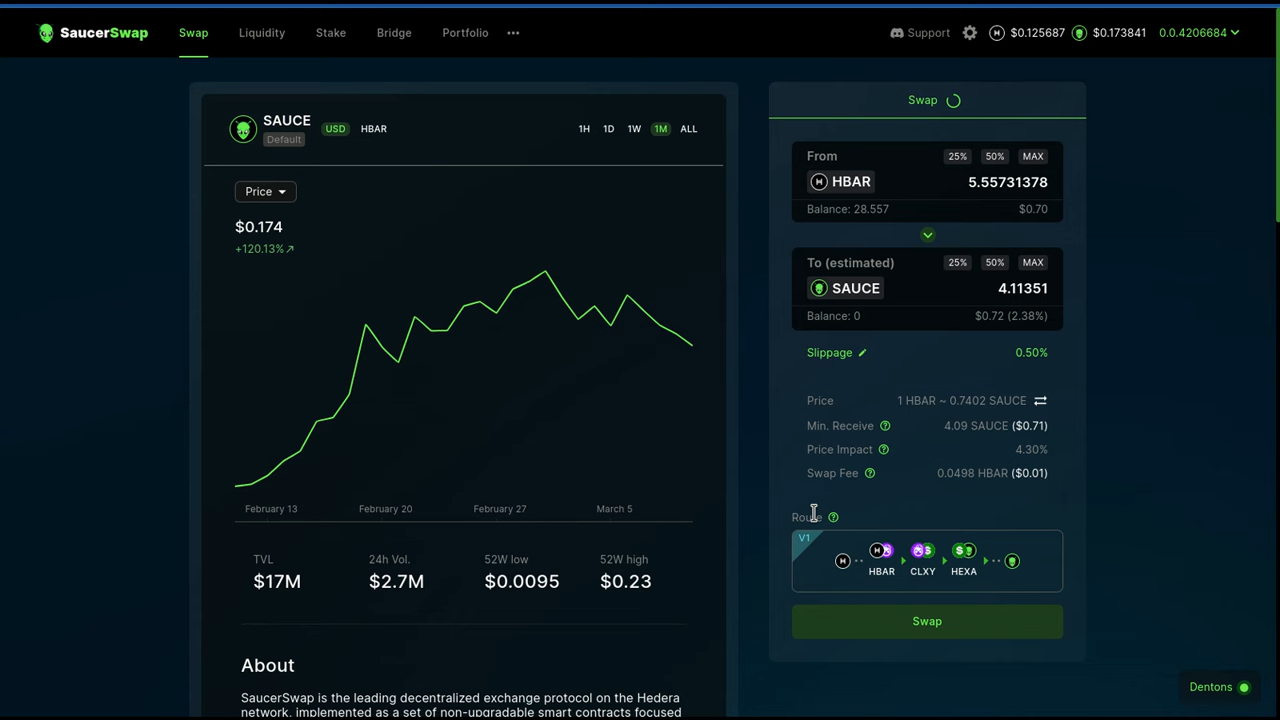 SaucerSwap Swap Liquidity Stake Bridge Portfolio ••• Support $0.125687 $0.173841 0.0.4206684
SAUCE
Default
USD HBAR 1H 1D 1W 1M ALL
Price
$0.174
+120.13%↗
February 13 February 20 February 27 March 5
TVL 24h Vol. 52W low 52W high
$17M $2.7M $0.0095 $0.23
About
SaucerSwap is the leading decentralized exchange protocol on the Hedera
network, implemented as a set of non-upgradable smart contracts focused
Swap
From 25% 50% MAX
HBAR 5.55731378
Balance: 28.557 $0.70
To (estimated) 25% 50% MAX
SAUCE 4.11351
Balance: 0 $0.72 (2.38%)
Slippage 0.50%
Price 1 HBAR ~ 0.7402 SAUCE
Min. Receive 4.09 SAUCE ($0.71)
Price Impact 4.30%
Swap Fee 0.0498 HBAR ($0.01)
Route
V1
HBAR CLXY HEXA
Swap
Dentons